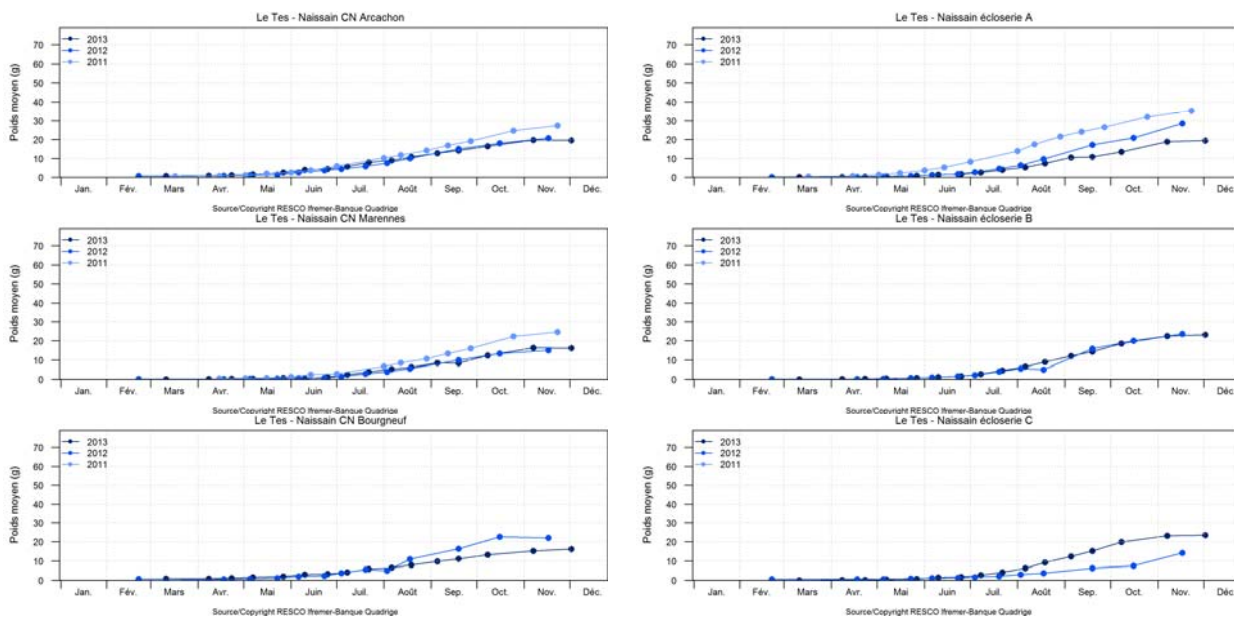 Le Tes - Naissain CN Arcachon
Poids moyen (g)
70
60
50
40
30
20
10
0
2013
2012
2011
Jan. Fév. Mars Avr. Mai Juin Juil. Août Sep. Oct. Nov. Déc.
Source/Copyright RESCO Ifremer-Banque Quadrige
Le Tes - Naissain écloserie A
Poids moyen (g)
70
60
50
40
30
20
10
0
2013
2012
2011
Jan. Fév. Mars Avr. Mai Juin Juil. Août Sep. Oct. Nov. Déc.
Source/Copyright RESCO Ifremer-Banque Quadrige
Le Tes - Naissain CN Marennes
Poids moyen (g)
70
60
50
40
30
20
10
0
2013
2012
2011
Jan. Fév. Mars Avr. Mai Juin Juil. Août Sep. Oct. Nov. Déc.
Source/Copyright RESCO Ifremer-Banque Quadrige
Le Tes - Naissain écloserie B
Poids moyen (g)
70
60
50
40
30
20
10
0
2013
2012
2011
Jan. Fév. Mars Avr. Mai Juin Juil. Août Sep. Oct. Nov. Déc.
Source/Copyright RESCO Ifremer-Banque Quadrige
Le Tes - Naissain CN Bourgneuf
Poids moyen (g)
70
60
50
40
30
20
10
0
2013
2012
2011
Jan. Fév. Mars Avr. Mai Juin Juil. Août Sep. Oct. Nov. Déc.
Source/Copyright RESCO Ifremer-Banque Quadrige
Le Tes - Naissain écloserie C
Poids moyen (g)
70
60
50
40
30
20
10
0
2013
2012
2011
Jan. Fév. Mars Avr. Mai Juin Juil. Août Sep. Oct. Nov. Déc.
Source/Copyright RESCO Ifremer-Banque Quadrige